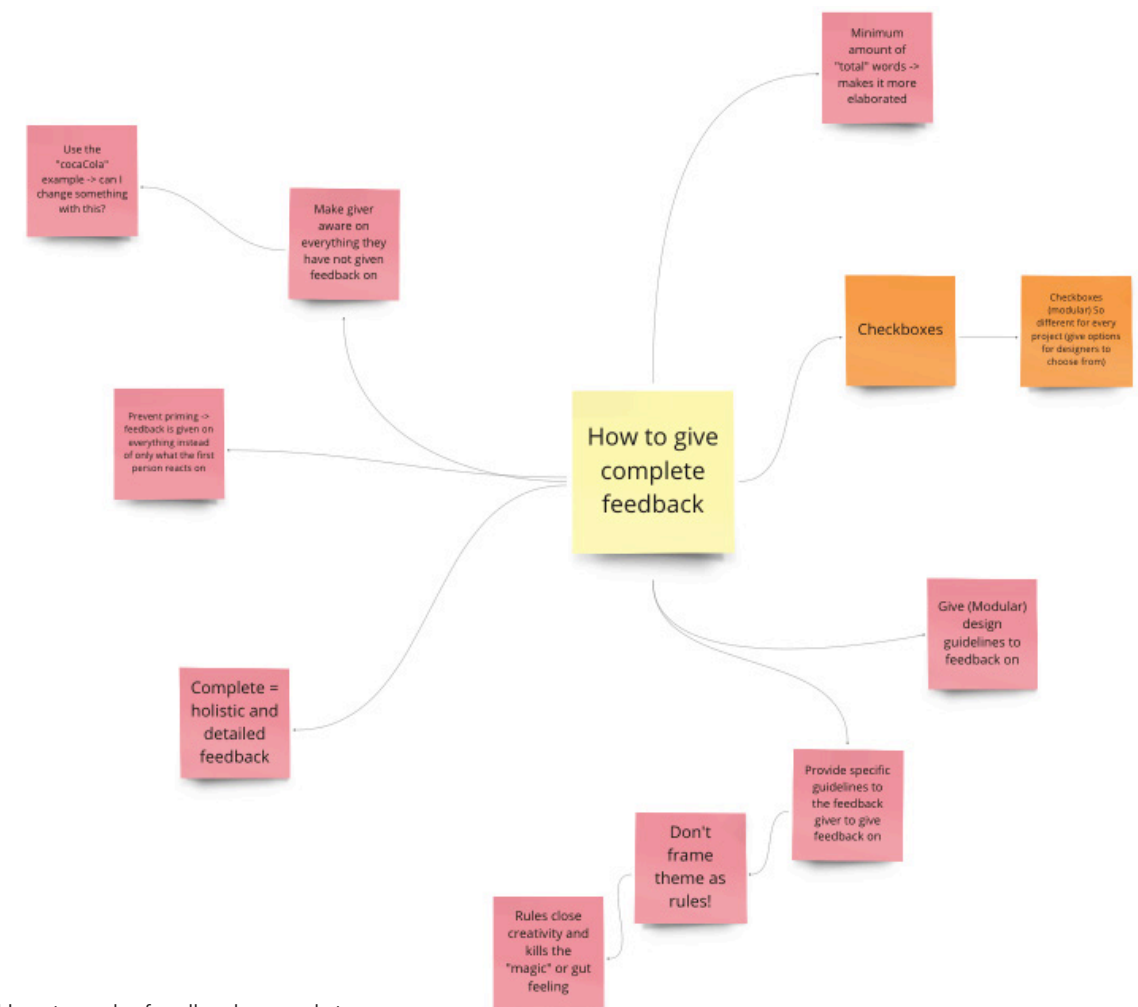 Minimum
amount of
"total" words ->
makes it more
elaborated
Use the
"cocaCola"
example -> can I
change something
with this?
Make giver
aware on
everything they
have not given
feedback on
Checkboxes
Checkboxes
(modular) So
different for every
project (give options
for designers to
choose from)
Prevent priming ->
feedback is given on
everything instead
of only what the first
person reacts on
How to give
complete
feedback
Give (Modular)
design
guidelines to
feedback on
Complete =
holistic and
detailed
feedback
Provide specific
guidelines to
the feedback
giver to give
feedback on
Don't
frame
theme as
rules!
Rules close
creativity and
kills the
"magic" or gut
feeling